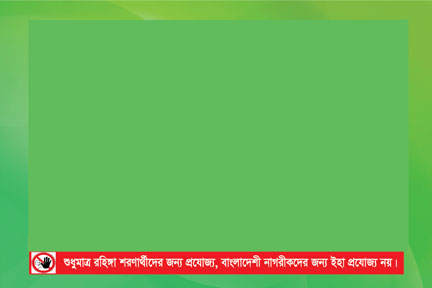 শুধুমাত্র রহিঙ্গা শরণার্থীদের জন্য প্রযোজ্য, বাংলাদেশী নাগরীকদের জন্য ইহা প্রযোজ্য নয়।